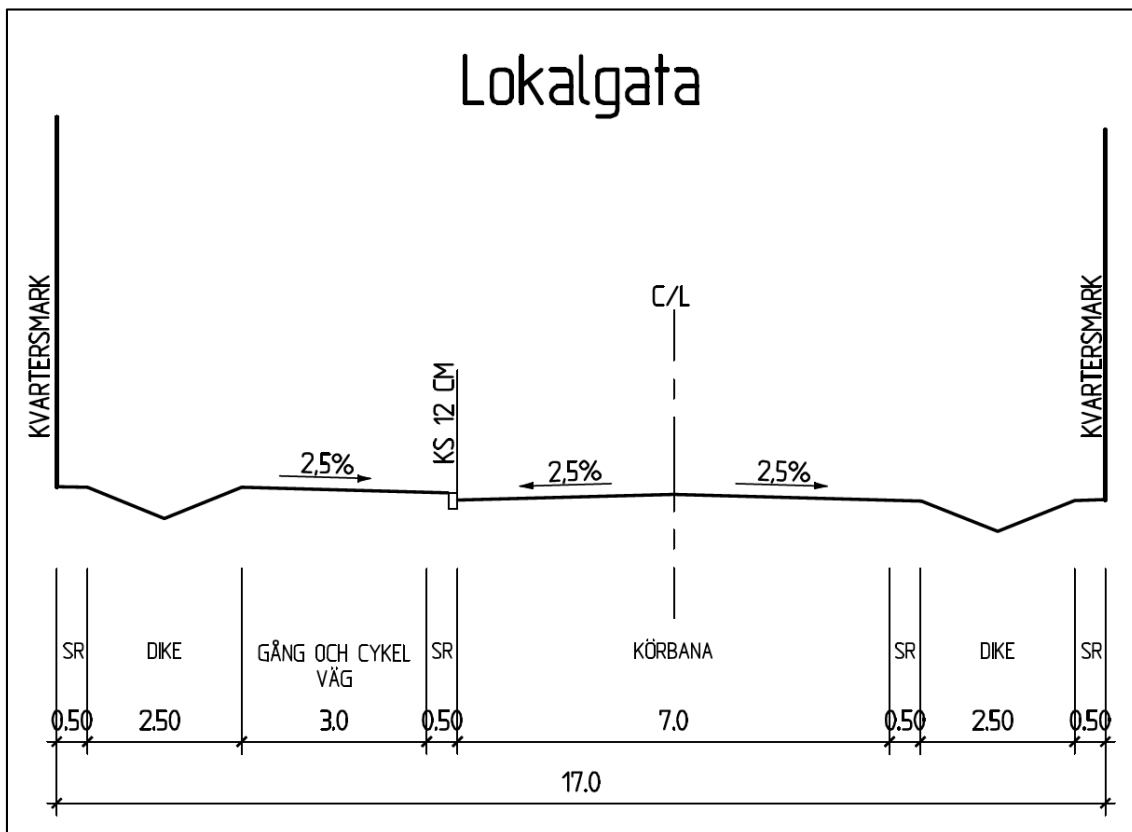 Lokalgata
KVARTERSMARK
KS 12 CM
C/L
KVARTERSMARK
2,5%
2,5%
2,5%
SR
DIKE
GÅNG OCH CYKEL
VÄG
SR
KÖRBANA
SR
DIKE
SR
0.50
2.50
3.0
0.50
7.0
0.50
2.50
0.50
17.0